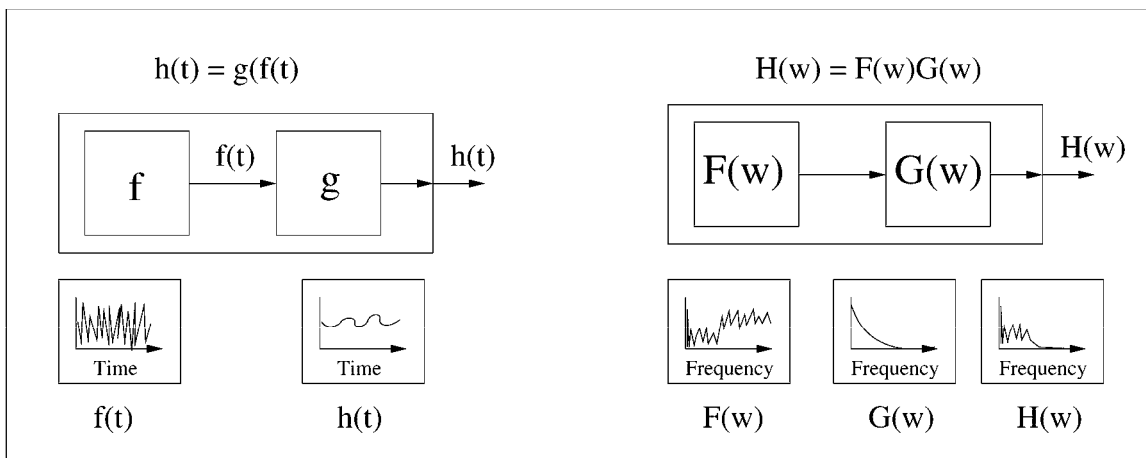 h(t) = g(f(t)
f
f(t)
g
h(t)
Time
f(t)
Time
h(t)
H(w) = F(w)G(w)
F(w)
G(w)
H(w)
Frequency
Frequency
Frequency
F(w)
G(w)
H(w)